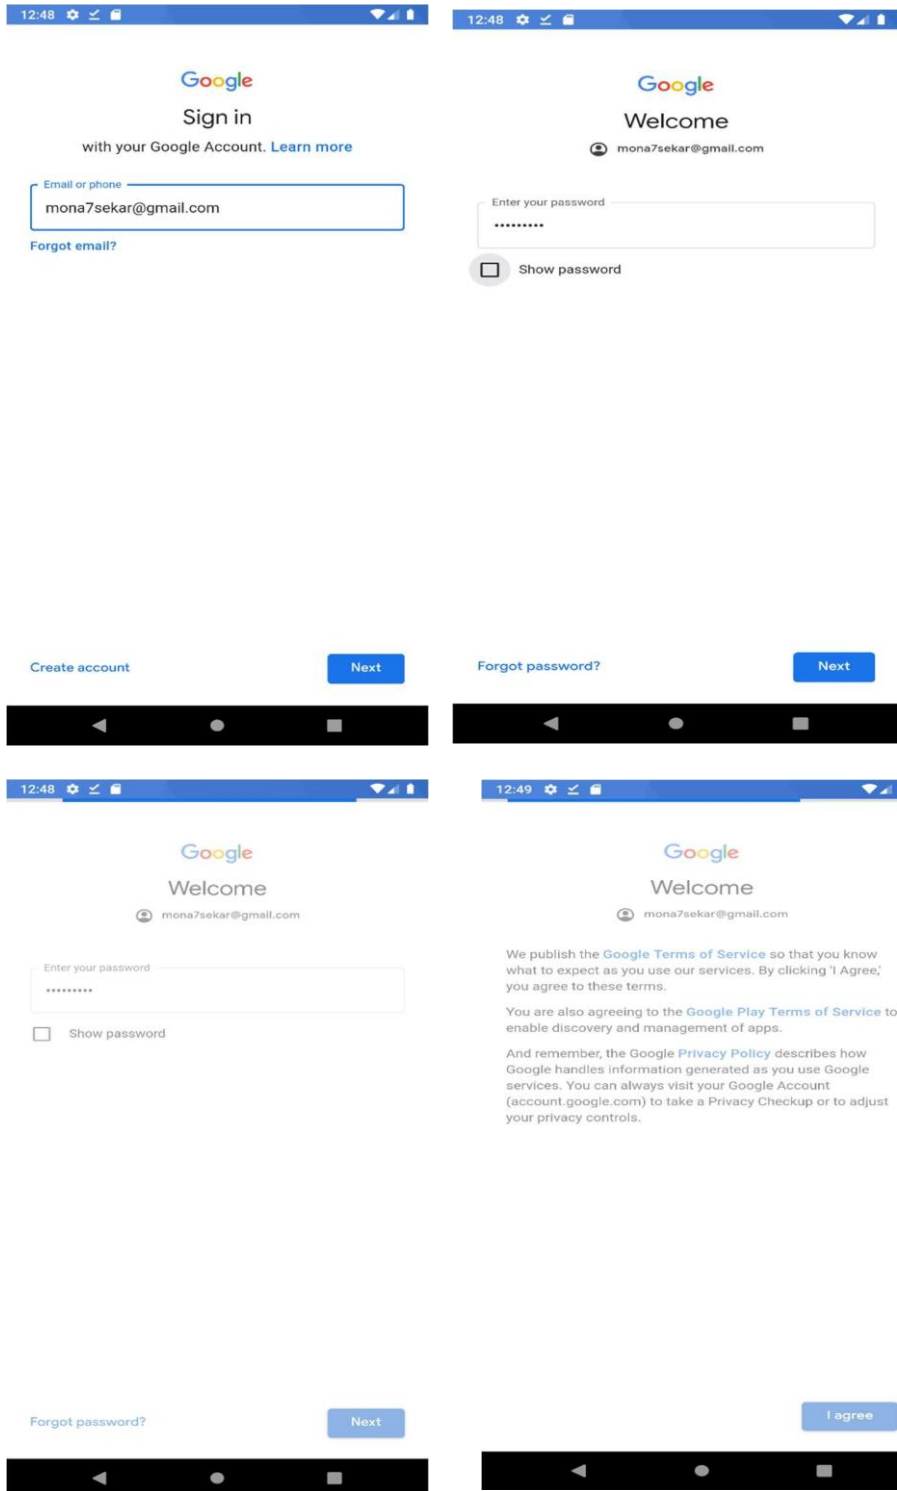 12:48
Google
Sign in
with your Google Account. Learn more
Email or phone
mona7sekar@gmail.com
Forgot email?
Create account
Next
12:48
Google
Welcome
mona7sekar@gmail.com
Enter your password
•••••••••
Show password
Forgot password?
Next
12:48
Google
Welcome
mona7sekar@gmail.com
Enter your password
•••••••••
Show password
Forgot password?
Next
12:49
Google
Welcome
mona7sekar@gmail.com
We publish the Google Terms of Service so that you know
what to expect as you use our services. By clicking 'I Agree,'
you agree to these terms.
You are also agreeing to the Google Play Terms of Service to
enable discovery and management of apps.
And remember, the Google Privacy Policy describes how
Google handles information generated as you use Google
services. You can always visit your Google Account
(account.google.com) to take a Privacy Checkup or to adjust
your privacy controls.
I agree